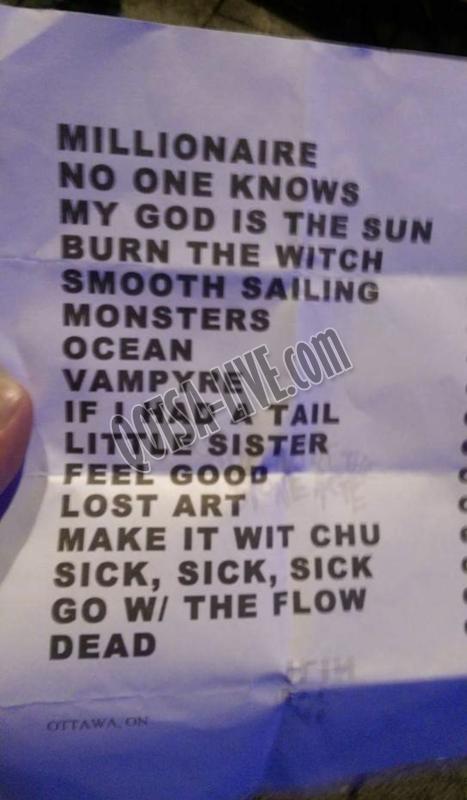 MILLIONAIRE
NO ONE KNOWS
MY GOD IS THE SUN
BURN THE WITCH
SMOOTH SAILING
MONSTERS
OCEAN
VAMPYRE
IF I HAD A TAIL
LITTLE SISTER
FEEL GOOD
LOST ART
MAKE IT WIT CHU
SICK, SICK, SICK
GO W/ THE FLOW
DEAD
OTTAWA, ON
QOTSA-LIVE.com